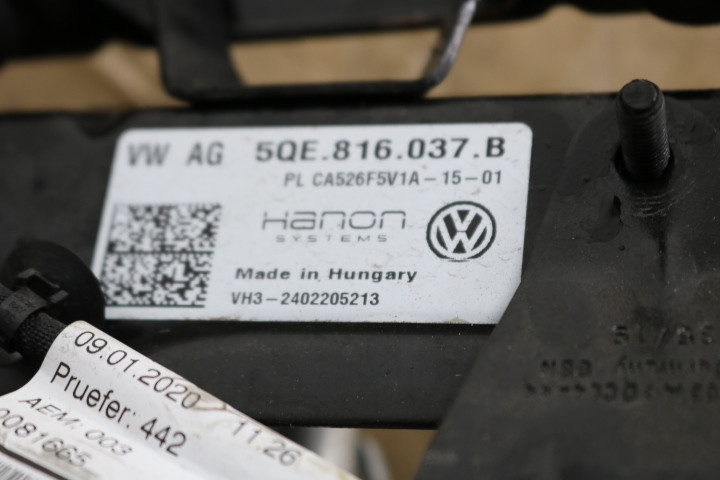 VW AG 5QE.816.037.B
PL CA526F5V1A-15-01
Hanon
SYSTEMS
Made in Hungary
VH3-2402205213
09.01.2020 11.26
Pruefer: 442
AEM. 003
0081665